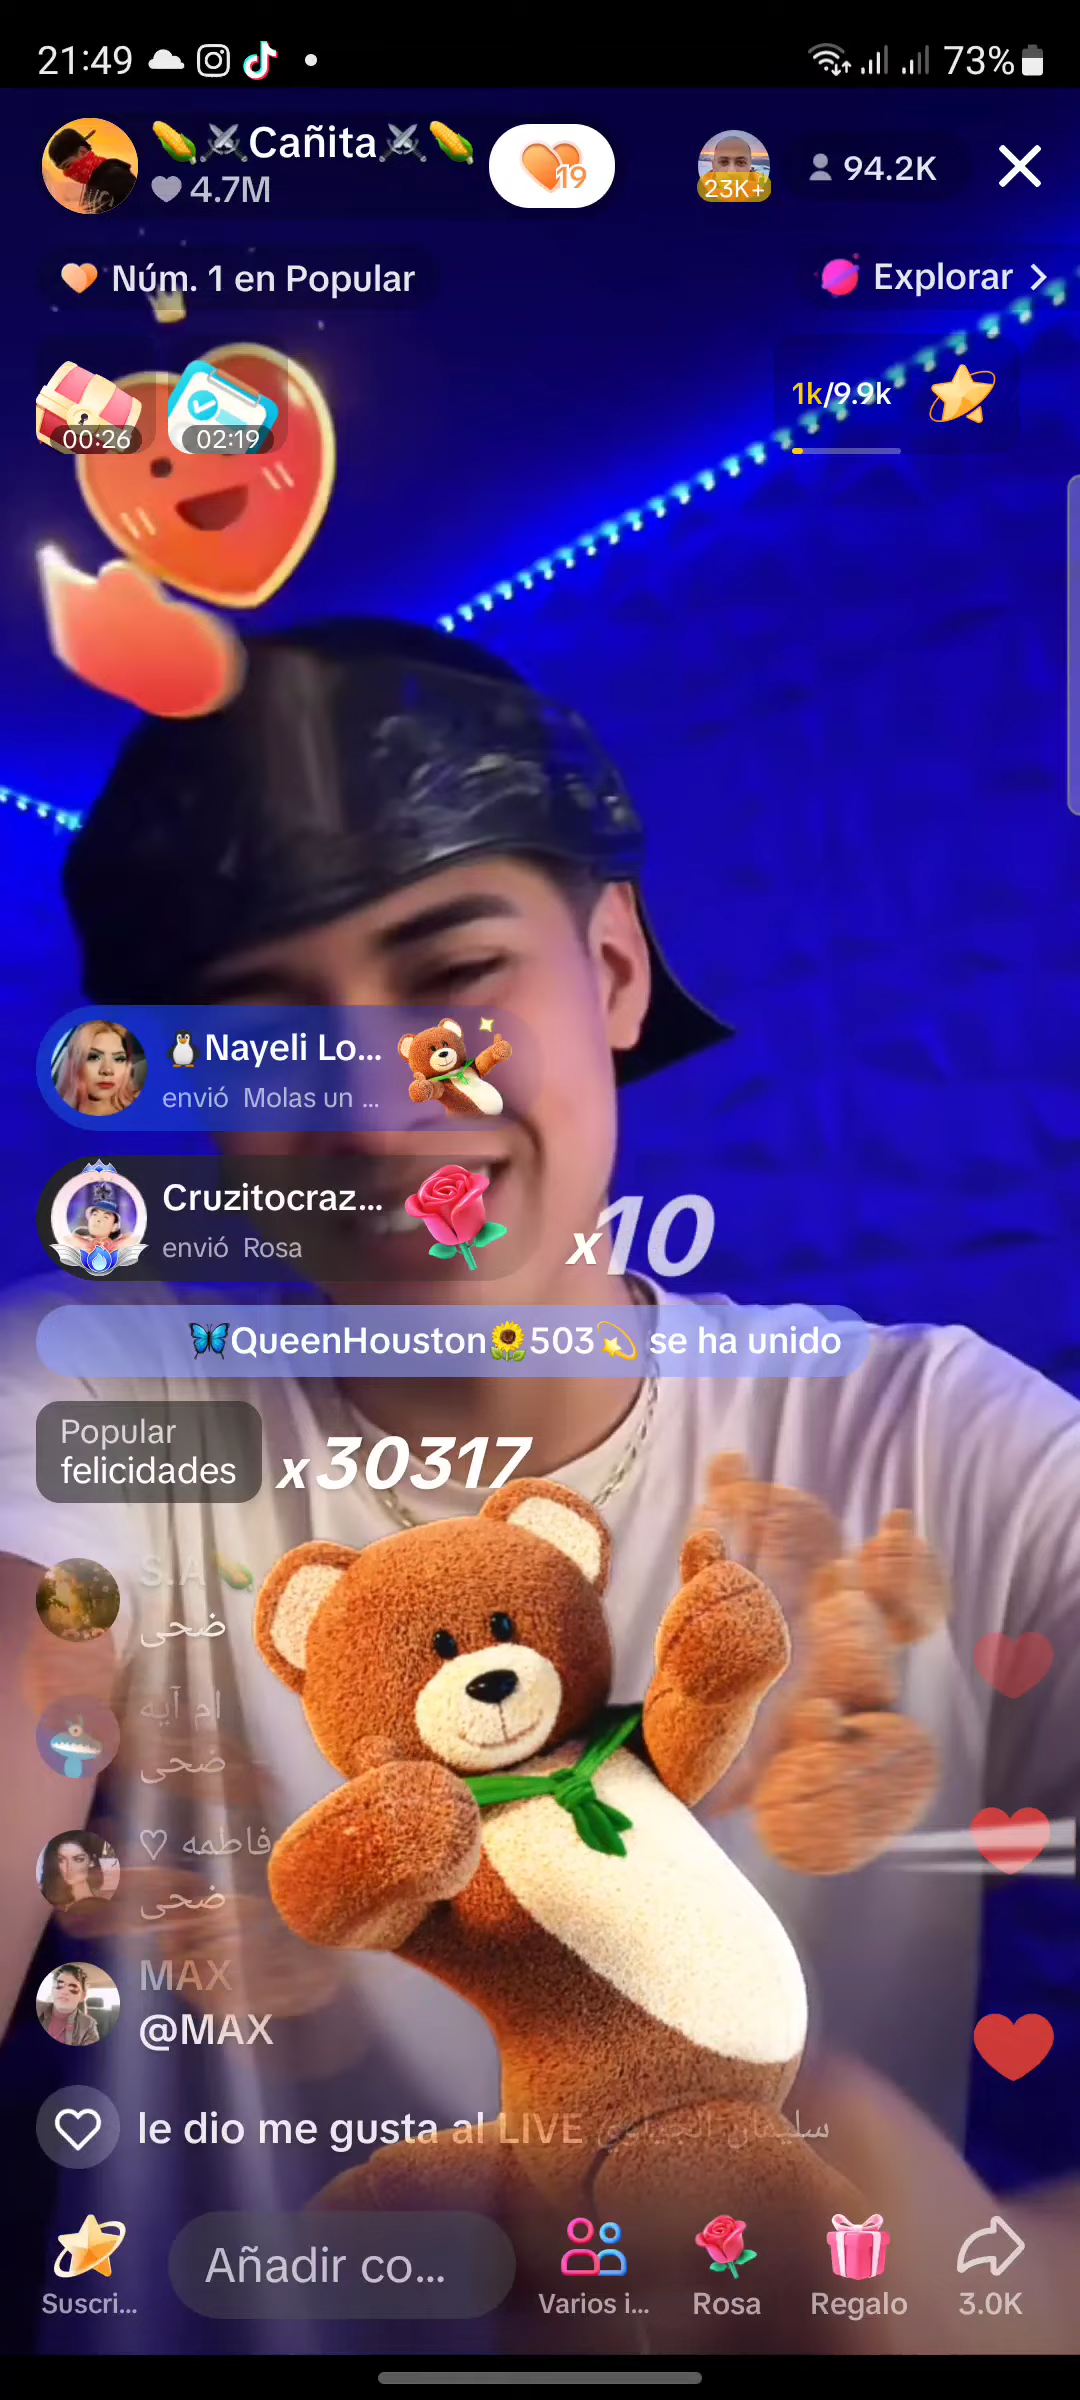 21:49
73%
🌽⚔️Cañita⚔️🌽
4.7M
19
23K+
94.2K
Núm. 1 en Popular
Explorar
00:26
02:19
1k/9.9k
🐧Nayeli Lo...
envió Molas un ...
Cruzitocraz...
envió Rosa
x10
🦋QueenHouston🌻503💫 se ha unido
Popular
felicidades
x30317
S.A🌽
ضحى
ام آيه
ضحى
فاطمه ♡
ضحى
MAX
@MAX
le dio me gusta al LIVE
Suscri...
Añadir co...
Varios i...
Rosa
Regalo
3.0K